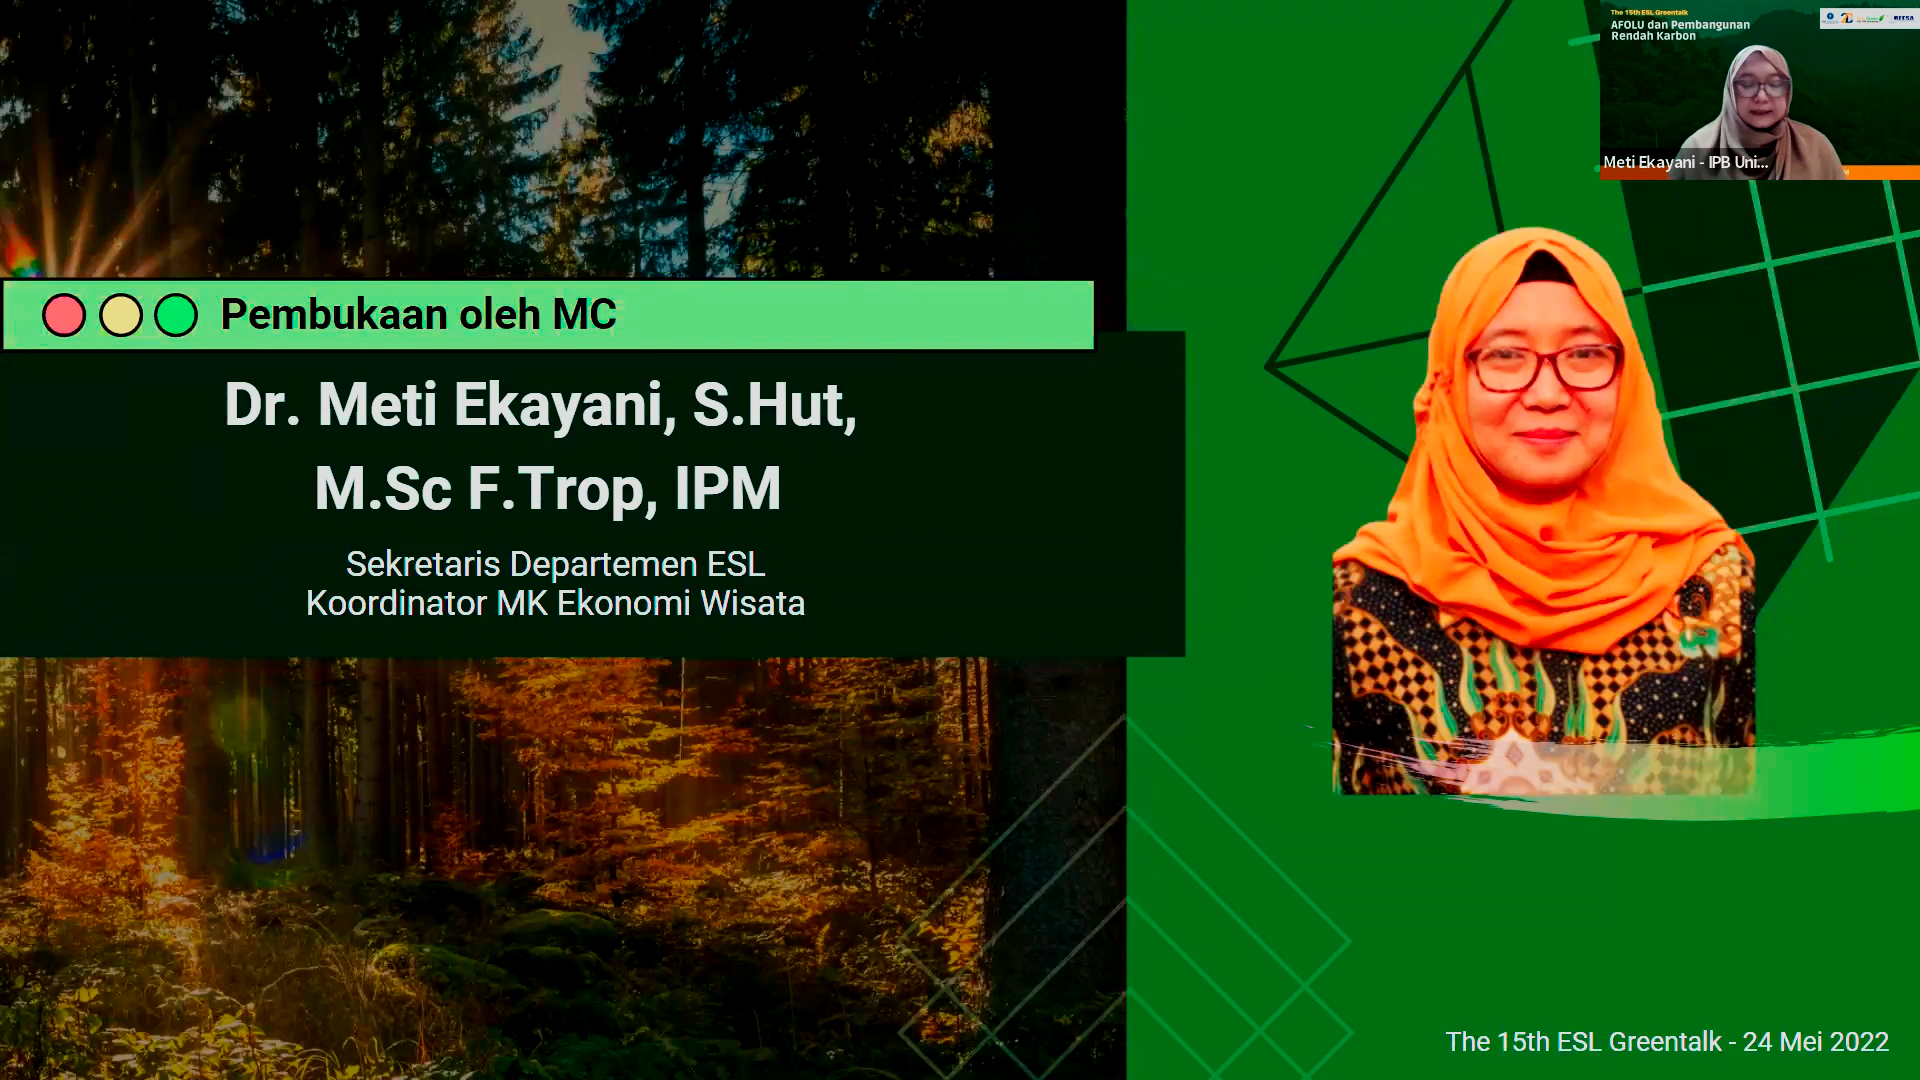 The 15th ESL Greentalk
AFOLU dan Pembangunan
Rendah Karbon
REESA
Meti Ekayani - IPB Uni...
Pembukaan oleh MC
Dr. Meti Ekayani, S.Hut,
M.Sc F.Trop, IPM
Sekretaris Departemen ESL
Koordinator MK Ekonomi Wisata
The 15th ESL Greentalk - 24 Mei 2022